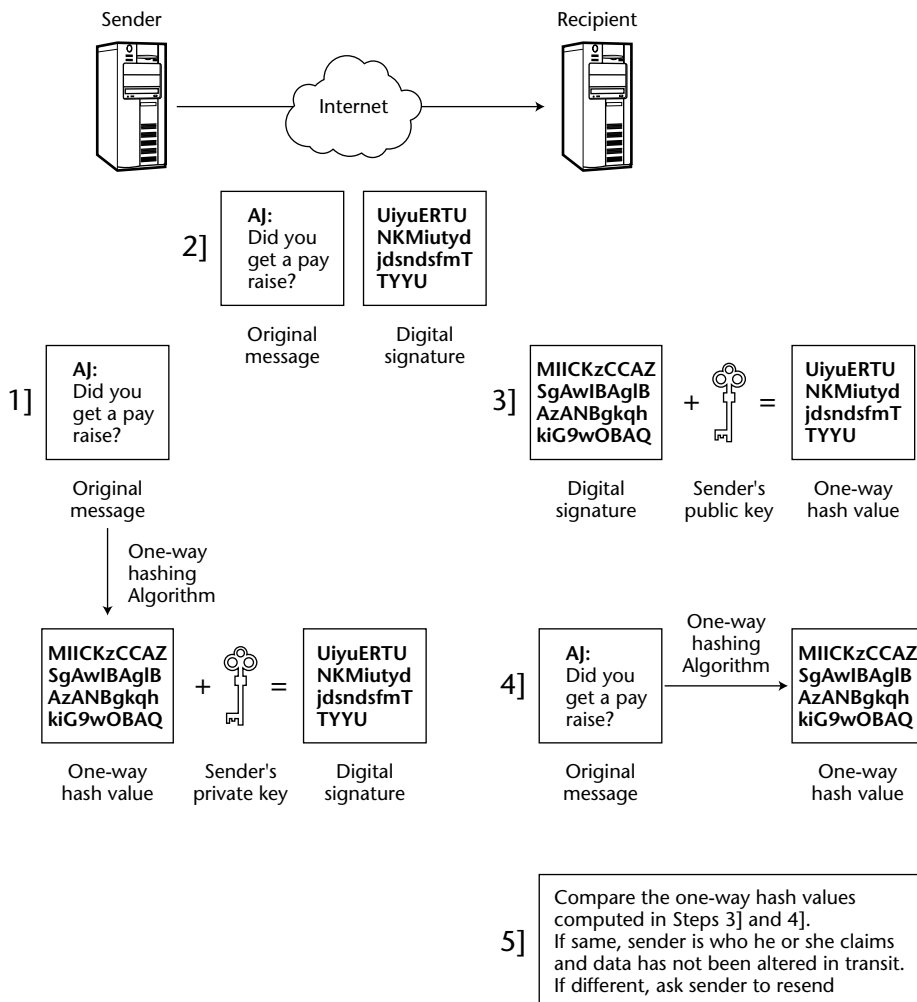 Sender
Recipient
Internet
2]
AJ:
Did you
get a pay
raise?
UiyuERTU
NKMiutyd
jdsndsfmT
TYYU
Original
message
Digital
signature
1]
AJ:
Did you
get a pay
raise?
Original
message
One-way
hashing
Algorithm
MIICKzCCAZ
SgAwIBAglB
AzANBgkqh
kiG9wOBAQ
+
=
UiyuERTU
NKMiutyd
jdsndsfmT
TYYU
One-way
hash value
Sender's
private key
Digital
signature
3]
MIICKzCCAZ
SgAwIBAglB
AzANBgkqh
kiG9wOBAQ
+
=
UiyuERTU
NKMiutyd
jdsndsfmT
TYYU
Digital
signature
Sender's
public key
One-way
hash value
4]
AJ:
Did you
get a pay
raise?
One-way
hashing
Algorithm
MIICKzCCAZ
SgAwIBAglB
AzANBgkqh
kiG9wOBAQ
Original
message
One-way
hash value
5]
Compare the one-way hash values
computed in Steps 3] and 4].
If same, sender is who he or she claims
and data has not been altered in transit.
If different, ask sender to resend